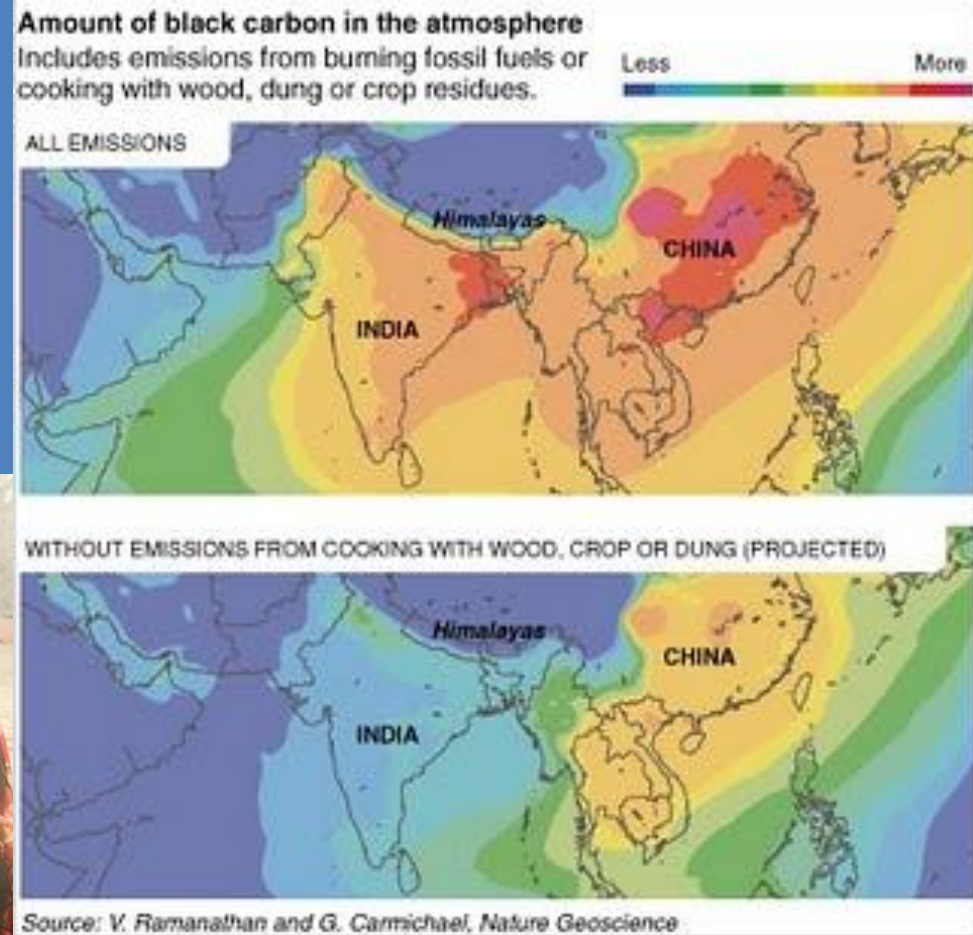 Amount of black carbon in the atmosphere
Includes emissions from burning fossil fuels or
cooking with wood, dung or crop residues.
Less More
ALL EMISSIONS
Himalayas
CHINA
INDIA
WITHOUT EMISSIONS FROM COOKING WITH WOOD, CROP OR DUNG (PROJECTED)
Himalayas
CHINA
INDIA
Source: V. Ramanathan and G. Carmichael, Nature Geoscience